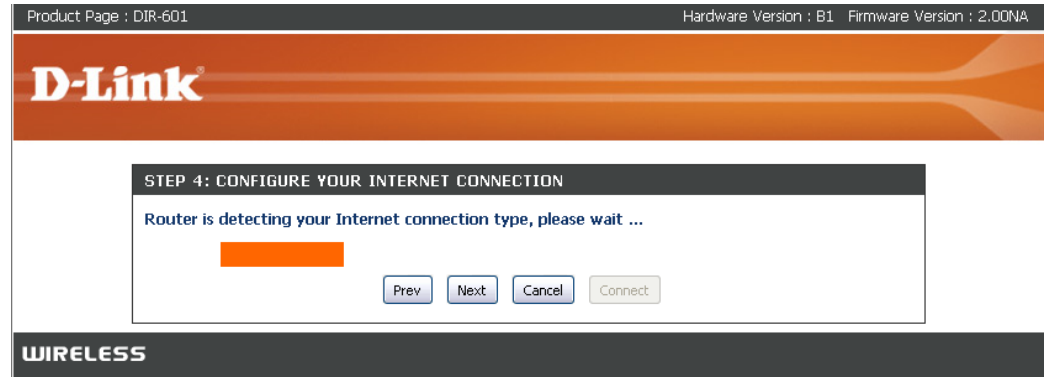 Product Page : DIR-601 Hardware Version : B1 Firmware Version : 2.00NA
D-Link®
STEP 4: CONFIGURE YOUR INTERNET CONNECTION
Router is detecting your Internet connection type, please wait ...
Prev Next Cancel Connect
WIRELESS